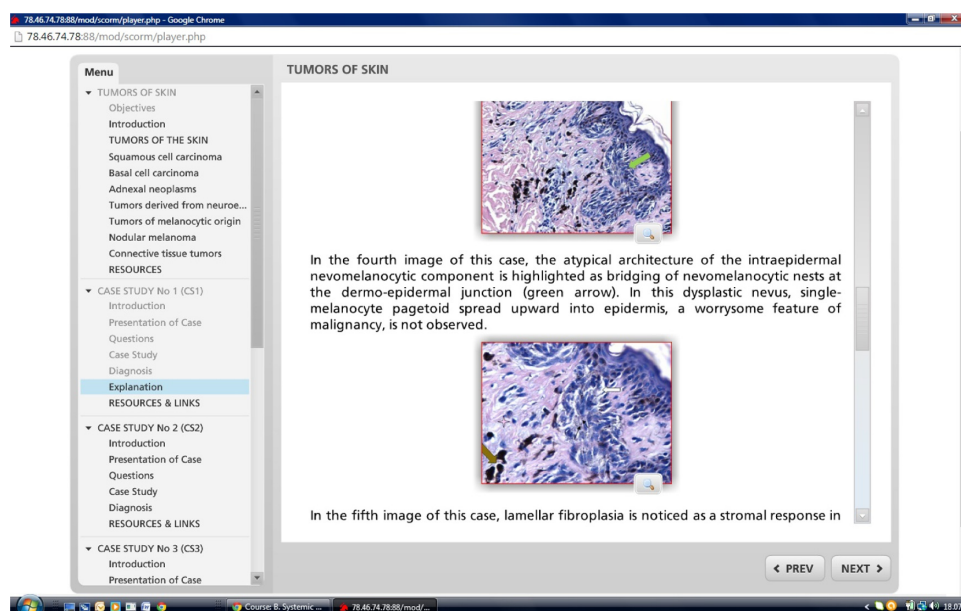 78.46.74.78:88/mod/scorm/player.php - Google Chrome
78.46.74.78:88/mod/scorm/player.php
Menu
TUMORS OF SKIN
Objectives
Introduction
TUMORS OF THE SKIN
Squamous cell carcinoma
Basal cell carcinoma
Adnexal neoplasms
Tumors derived from neuroe...
Tumors of melanocytic origin
Nodular melanoma
Connective tissue tumors
RESOURCES
CASE STUDY No 1 (CS1)
Introduction
Presentation of Case
Questions
Case Study
Diagnosis
Explanation
RESOURCES & LINKS
CASE STUDY No 2 (CS2)
Introduction
Presentation of Case
Questions
Case Study
Diagnosis
RESOURCES & LINKS
CASE STUDY No 3 (CS3)
Introduction
Presentation of Case
TUMORS OF SKIN
In the fourth image of this case, the atypical architecture of the intraepidermal
nevomelanocytic component is highlighted as bridging of nevomelanocytic nests at
the dermo-epidermal junction (green arrow). In this dysplastic nevus, single-
melanocyte pagetoid spread upward into epidermis, a worrysome feature of
malignancy, is not observed.
In the fifth image of this case, lamellar fibroplasia is noticed as a stromal response in
PREV
NEXT
Course: B. Systemic ...
78.46.74.78:88/mod/...
18:07